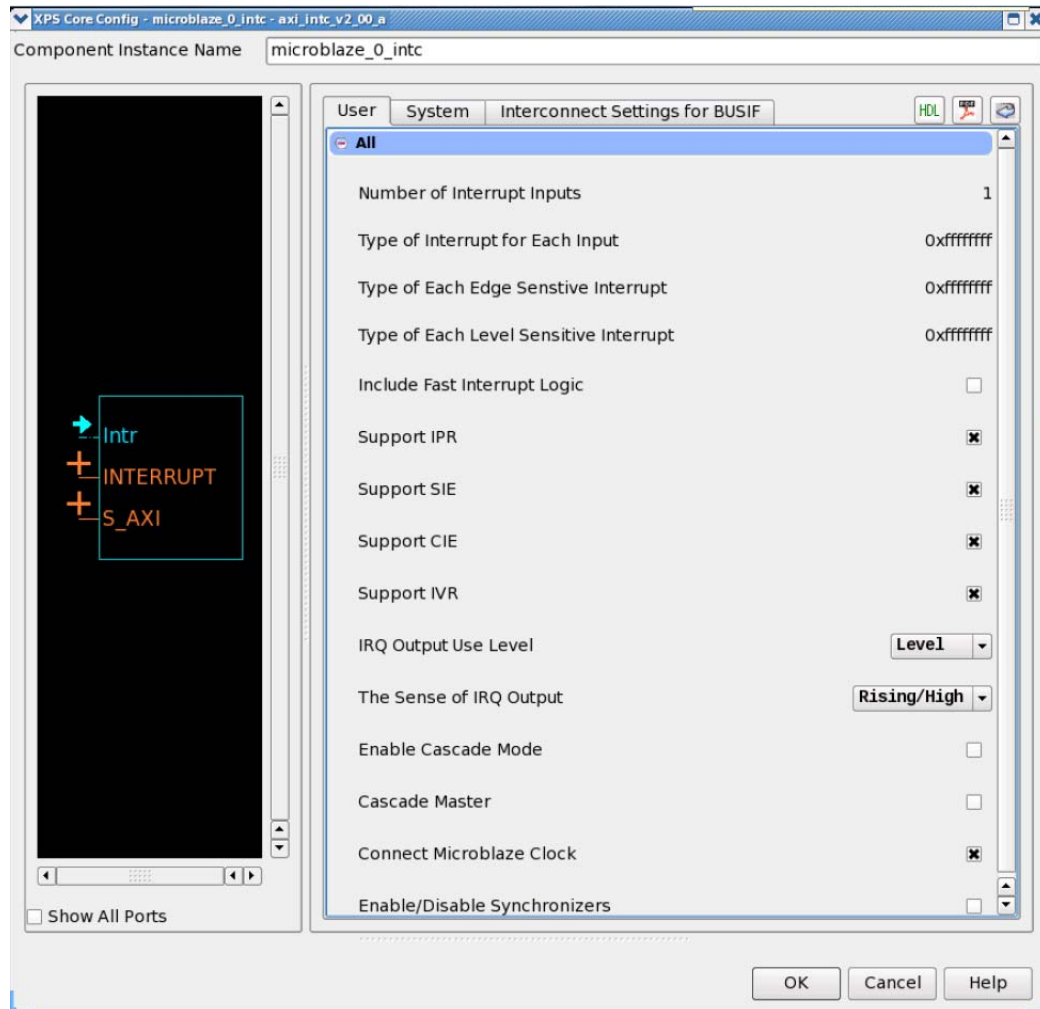 XPS Core Config - microblaze_0_intc - axi_intc_v2_00_a
Component Instance Name microblaze_0_intc
User System Interconnect Settings for BUSIF HDL PDF
All
Number of Interrupt Inputs 1
Type of Interrupt for Each Input 0xffffffff
Type of Each Edge Senstive Interrupt 0xffffffff
Type of Each Level Sensitive Interrupt 0xffffffff
Include Fast Interrupt Logic
Support IPR
Support SIE
Support CIE
Support IVR
IRQ Output Use Level Level
The Sense of IRQ Output Rising/High
Enable Cascade Mode
Cascade Master
Connect Microblaze Clock
Enable/Disable Synchronizers
Intr
INTERRUPT
S_AXI
Show All Ports
OK Cancel Help